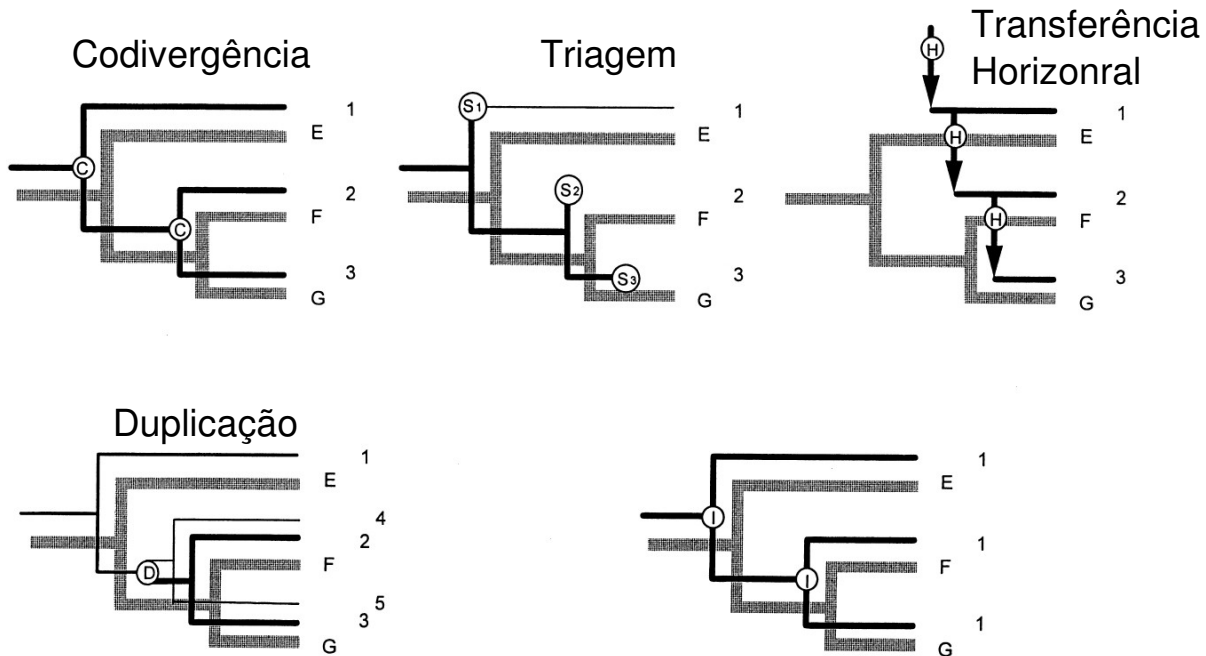 Codivergência
1
E
C
2
C
F
3
G
Triagem
S1
1
E
S2
2
F
S3
3
G
Transferência
Horizonral
H
1
H
E
2
H
F
3
G
Duplicação
1
E
4
2
D
F
5
3
G
1
E
I
1
I
F
1
G